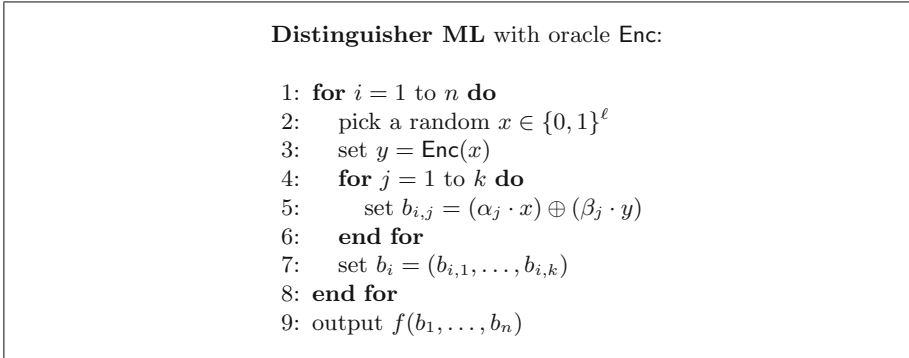 Distinguisher ML with oracle Enc:
1: for i = 1 to n do
2: pick a random x ∈ {0, 1}^ℓ
3: set y = Enc(x)
4: for j = 1 to k do
5: set b_{i,j} = (α_j · x) ⊕ (β_j · y)
6: end for
7: set b_i = (b_{i,1}, . . . , b_{i,k})
8: end for
9: output f(b_1, . . . , b_n)